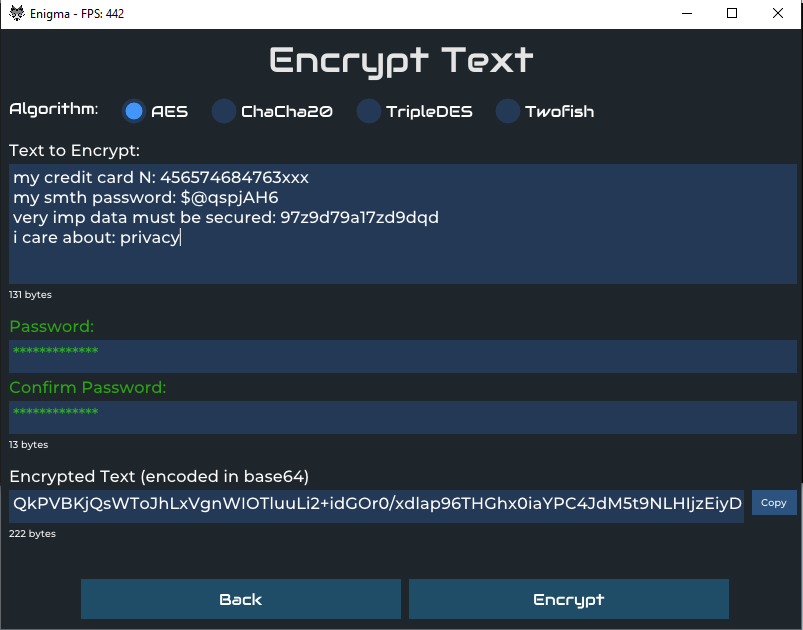 Enigma - FPS: 442
Encrypt Text
Algorithm: AES ChaCha20 TripleDES Twofish
Text to Encrypt:
my credit card N: 456574684763xxx
my smth password: $@qspjAH6
very imp data must be secured: 97z9d79a17zd9dqd
i care about: privacy
131 bytes
Password:
*************
Confirm Password:
*************
13 bytes
Encrypted Text (encoded in base64)
QkPVBKjQsWToJhLxVgnWIOTluuLi2+idGOr0/xdlap96THGhx0iaYPC4JdM5t9NLHIjzEiyD Copy
222 bytes
Back Encrypt